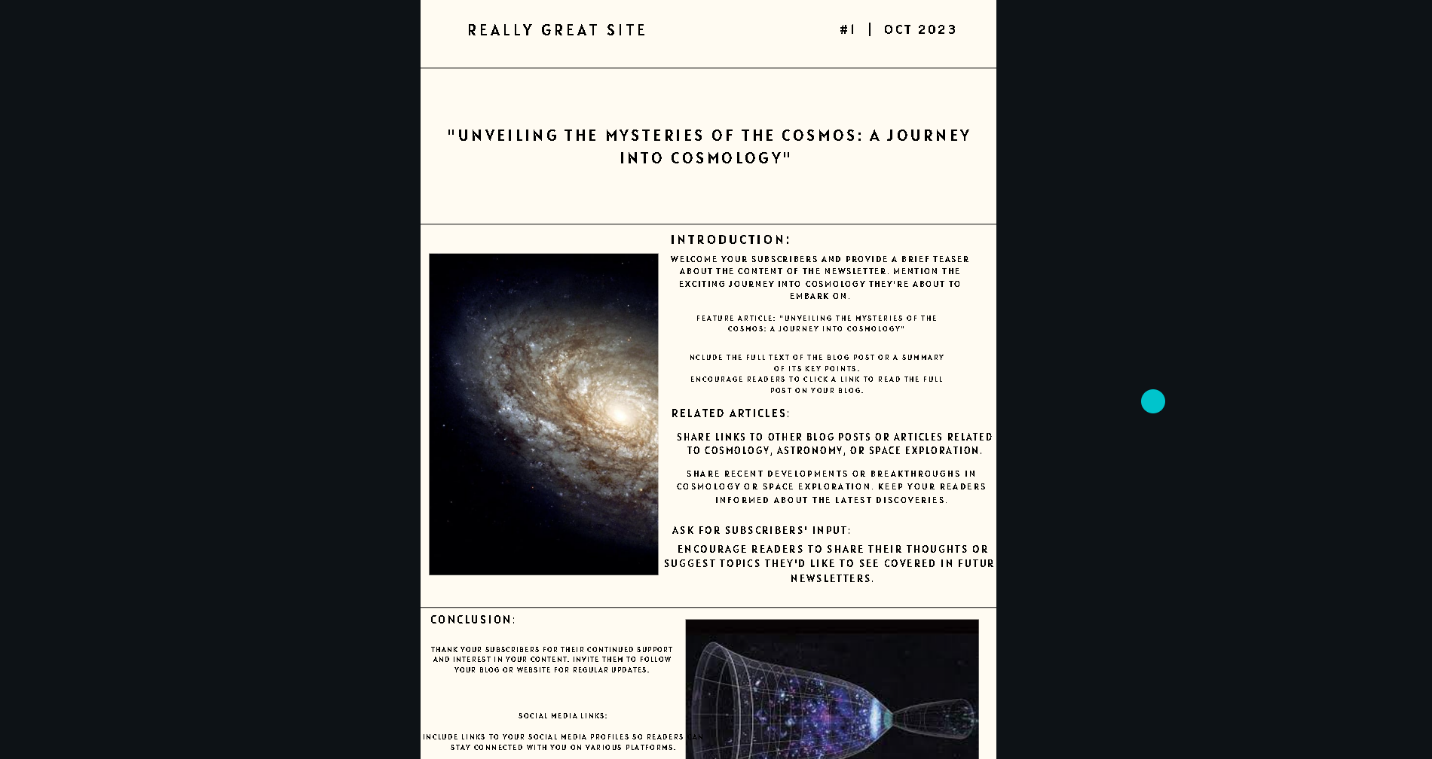 REALLY GREAT SITE
#1 | OCT 2023
"UNVEILING THE MYSTERIES OF THE COSMOS: A JOURNEY
INTO COSMOLOGY"
INTRODUCTION:
WELCOME YOUR SUBSCRIBERS AND PROVIDE A BRIEF TEASER
ABOUT THE CONTENT OF THE NEWSLETTER. MENTION THE
EXCITING JOURNEY INTO COSMOLOGY THEY'RE ABOUT TO
EMBARK ON.
FEATURE ARTICLE: "UNVEILING THE MYSTERIES OF THE
COSMOS: A JOURNEY INTO COSMOLOGY"
NCLUDE THE FULL TEXT OF THE BLOG POST OR A SUMMARY
OF ITS KEY POINTS.
ENCOURAGE READERS TO CLICK A LINK TO READ THE FULL
POST ON YOUR BLOG.
RELATED ARTICLES:
SHARE LINKS TO OTHER BLOG POSTS OR ARTICLES RELATED
TO COSMOLOGY, ASTRONOMY, OR SPACE EXPLORATION.
SHARE RECENT DEVELOPMENTS OR BREAKTHROUGHS IN
COSMOLOGY OR SPACE EXPLORATION. KEEP YOUR READERS
INFORMED ABOUT THE LATEST DISCOVERIES.
ASK FOR SUBSCRIBERS' INPUT:
ENCOURAGE READERS TO SHARE THEIR THOUGHTS OR
SUGGEST TOPICS THEY'D LIKE TO SEE COVERED IN FUTUR
NEWSLETTERS.
CONCLUSION:
THANK YOUR SUBSCRIBERS FOR THEIR CONTINUED SUPPORT
AND INTEREST IN YOUR CONTENT. INVITE THEM TO FOLLOW
YOUR BLOG OR WEBSITE FOR REGULAR UPDATES.
SOCIAL MEDIA LINKS:
INCLUDE LINKS TO YOUR SOCIAL MEDIA PROFILES SO READERS
STAY CONNECTED WITH YOU ON VARIOUS PLATFORMS.